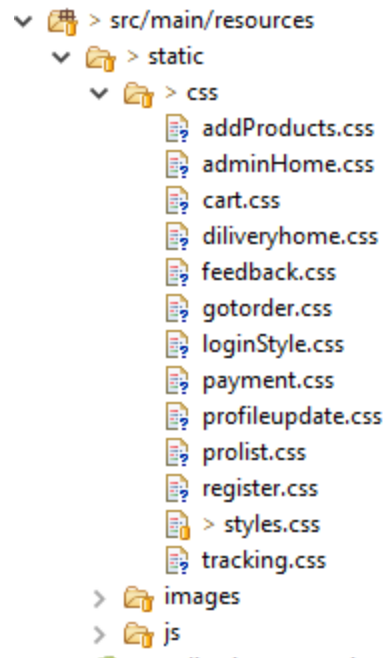 > src/main/resources
> static
> css
addProducts.css
adminHome.css
cart.css
diliveryhome.css
feedback.css
gotorder.css
loginStyle.css
payment.css
profileupdate.css
prolist.css
register.css
> styles.css
tracking.css
images
js